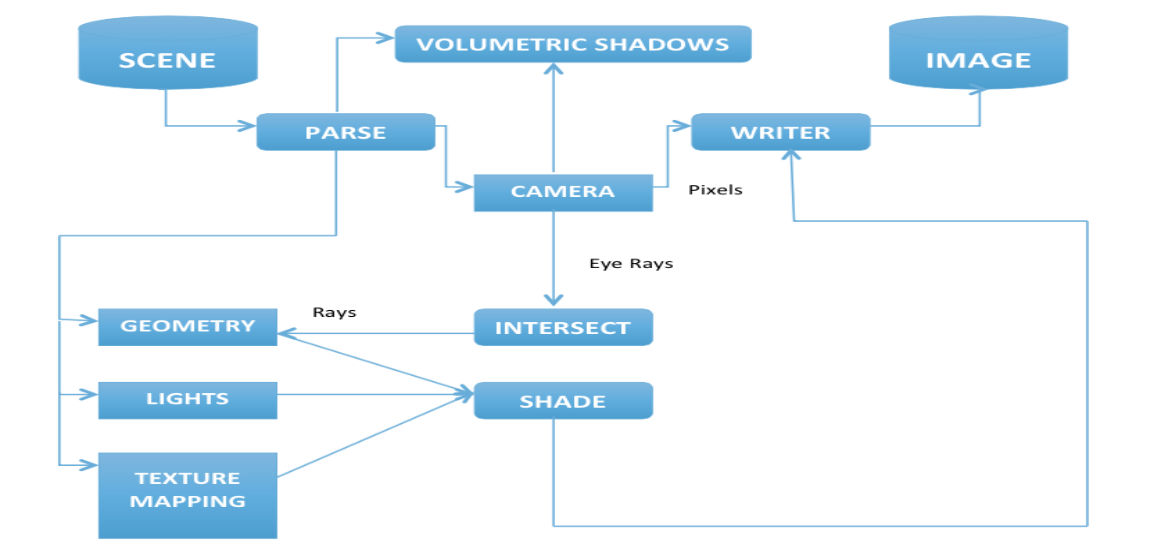 SCENE
VOLUMETRIC SHADOWS
IMAGE
PARSE
WRITER
CAMERA
Pixels
Eye Rays
Rays
GEOMETRY
INTERSECT
LIGHTS
SHADE
TEXTURE
MAPPING